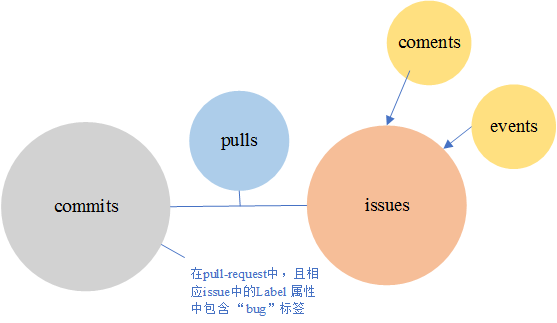 coments
events
pulls
commits
issues
在pull-request中，且相
应issue中的Label 属性
中包含“bug”标签